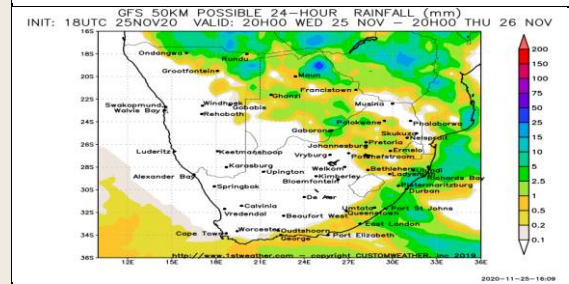 GFS 50KM POSSIBLE 24-HOUR RAINFALL (mm)
INIT: 18UTC 25NOV20 VALID: 20H00 WED 25 NOV - 20H00 THU 26 NOV
16S
18S
20S
22S
24S
26S
28S
30S
32S
34S
36S
Ondongwa
Rundu
Grootfontein
Maun
Francistown
Ghanzi
Windhoek
Gobabis
Swakopmund
Walvis Bay
Rehoboth
Musina
Polokwane
Phalaborwa
Gaborone
Skukuza
Nelspruit
Pretoria
Johannesburg
Luderitz
Keetmanshoop
Vryburg
Potchefstroom
Ermelo
Karasburg
Upington
Welkom
Bethlehem
Ladysmith
Richards Bay
Alexander Bay
Kimberley
Bloemfontein
Springbok
Pietermaritzburg
Durban
De Aar
Calvinia
Vredendal
Beaufort West
Umtata
Port St Johns
Queenstown
East London
Cape Town
Worcester
Oudtshoorn
George
Port Elizabeth
http://www.1stweather.com - copyright CUSTOMWEATHER, inc 2019
12E
15E
18E
21E
24E
27E
30E
33E
36E
200
150
100
75
50
25
15
10
5
2.5
1
0.5
0.2
0.1
2020-11-25-16:09